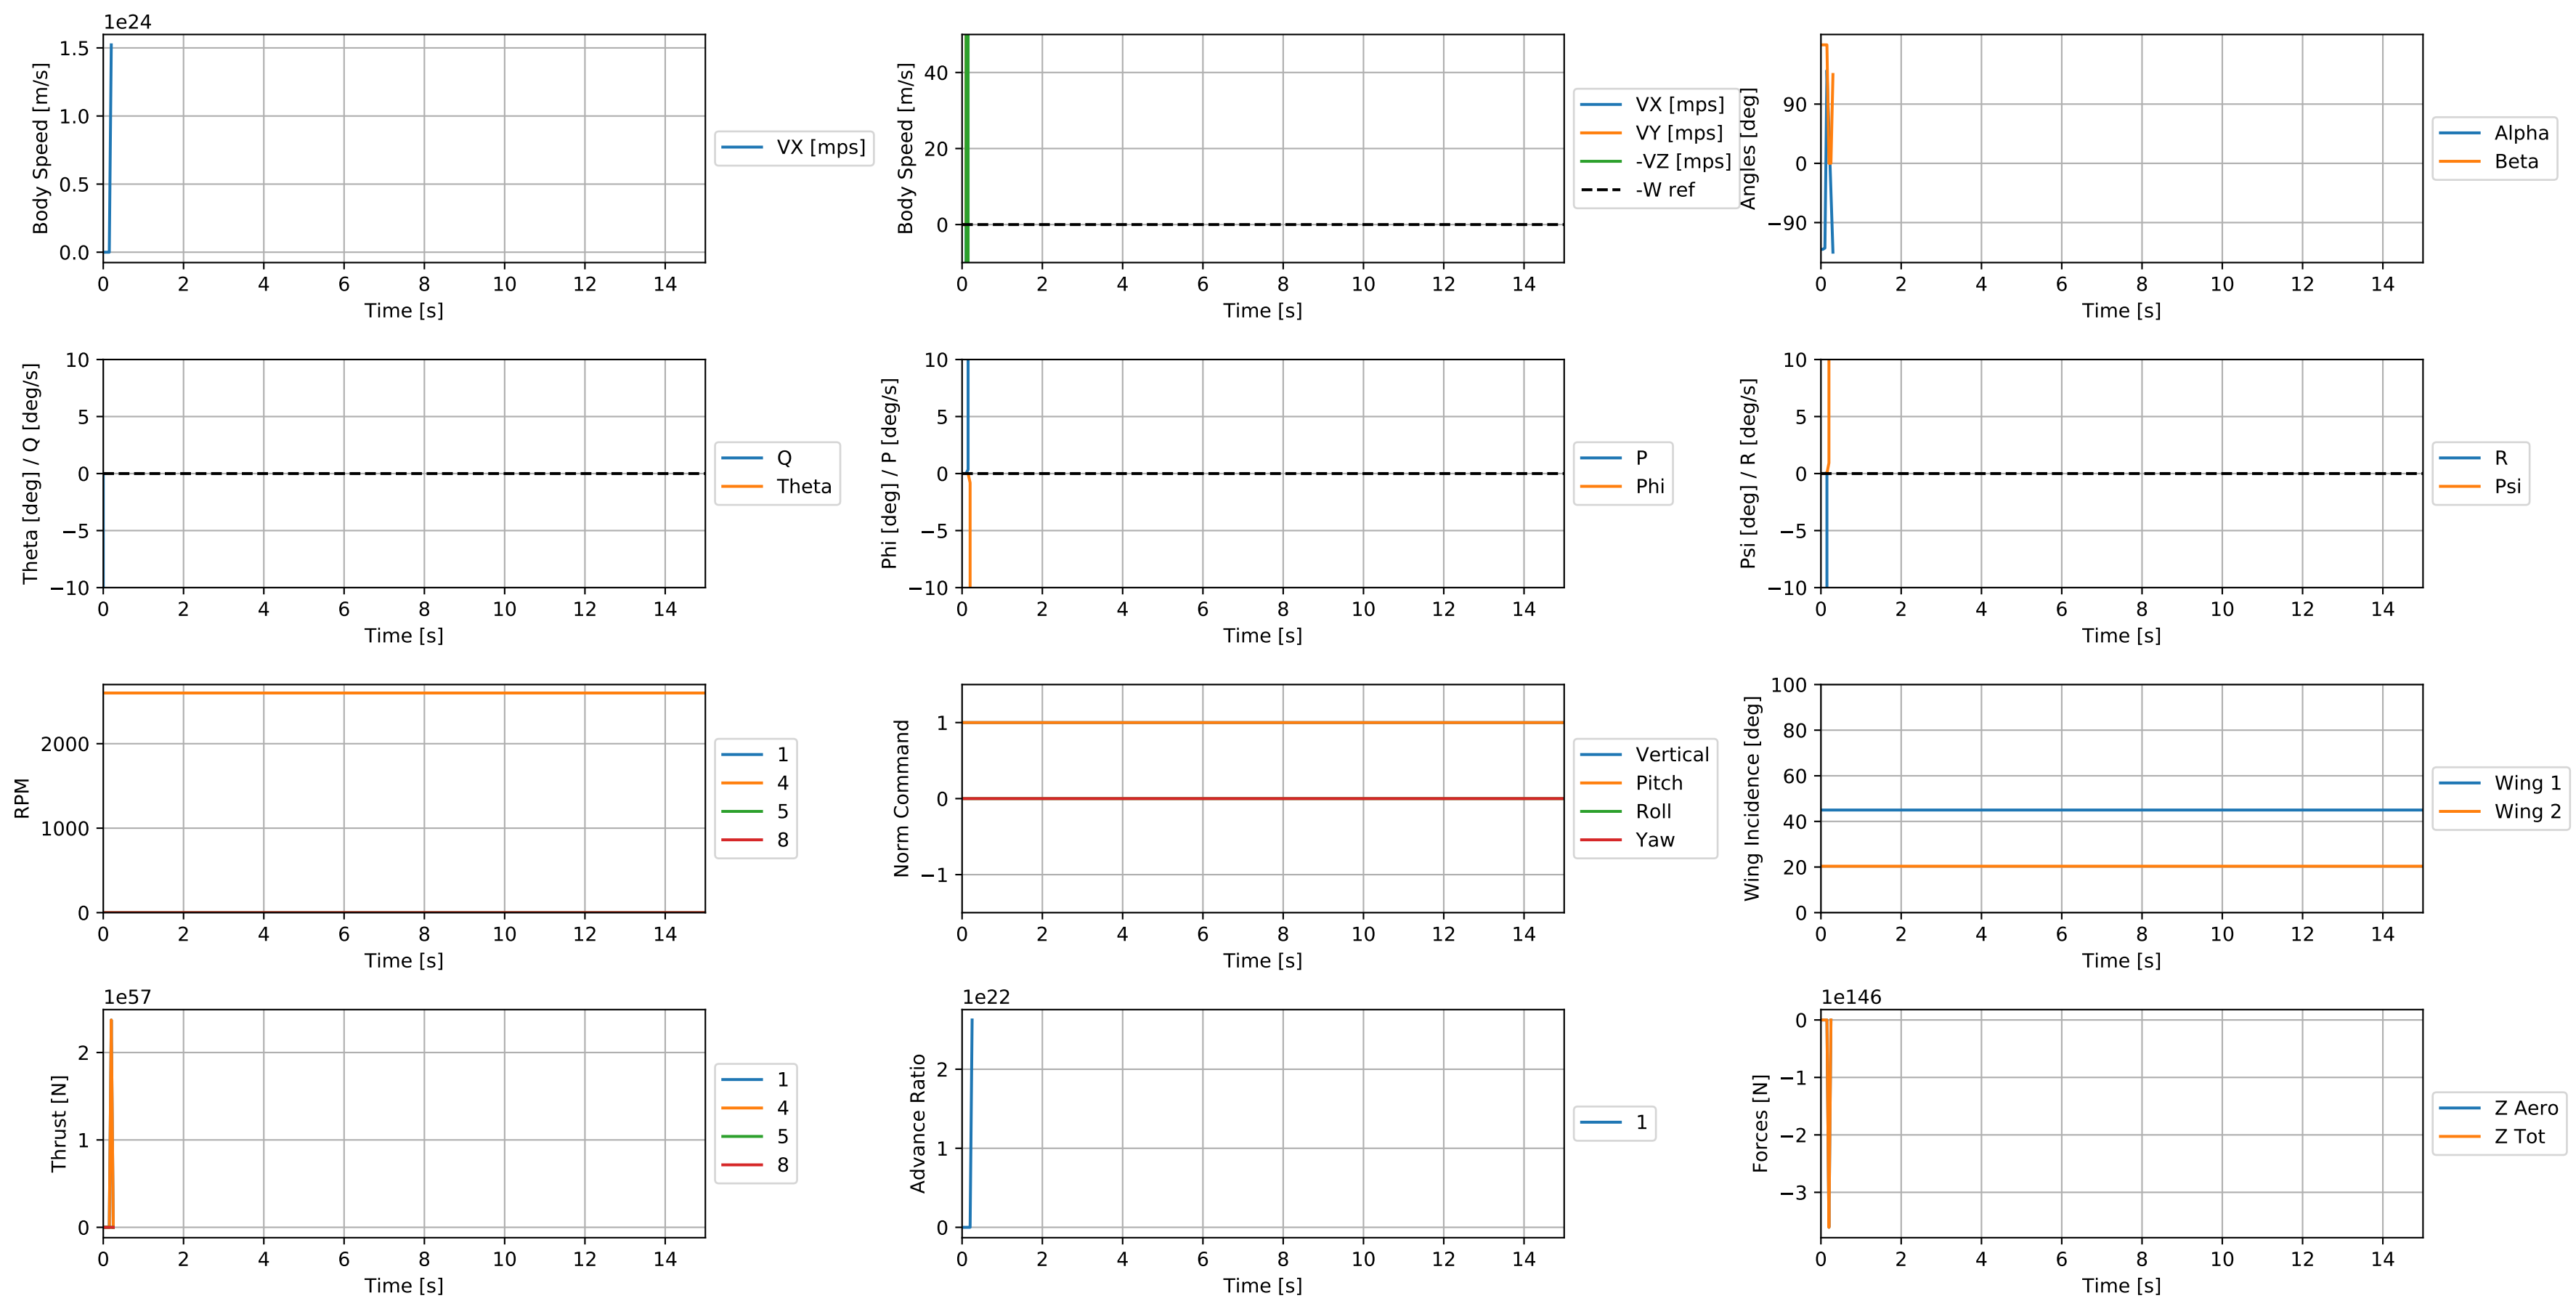 1e24
Body Speed [m/s]
1.5
1.0
0.5
0.0
0 2 4 6 8 10 12 14
Time [s]
VX [mps]
Body Speed [m/s]
40
20
0
0 2 4 6 8 10 12 14
Time [s]
VX [mps]
VY [mps]
-VZ [mps]
-W ref
Angles [deg]
90
0
−90
0 2 4 6 8 10 12 14
Time [s]
Alpha
Beta
Theta [deg] / Q [deg/s]
10
5
0
−5
−10
0 2 4 6 8 10 12 14
Time [s]
Q
Theta
Phi [deg] / P [deg/s]
10
5
0
−5
−10
0 2 4 6 8 10 12 14
Time [s]
P
Phi
Psi [deg] / R [deg/s]
10
5
0
−5
−10
0 2 4 6 8 10 12 14
Time [s]
R
Psi
RPM
2000
1000
0
0 2 4 6 8 10 12 14
Time [s]
1
4
5
8
Norm Command
1
0
−1
0 2 4 6 8 10 12 14
Time [s]
Vertical
Pitch
Roll
Yaw
Wing Incidence [deg]
100
80
60
40
20
0
0 2 4 6 8 10 12 14
Time [s]
Wing 1
Wing 2
1e57
Thrust [N]
2
1
0
0 2 4 6 8 10 12 14
Time [s]
1
4
5
8
1e22
Advance Ratio
2
1
0
0 2 4 6 8 10 12 14
Time [s]
1
1e146
Forces [N]
0
−1
−2
−3
0 2 4 6 8 10 12 14
Time [s]
Z Aero
Z Tot